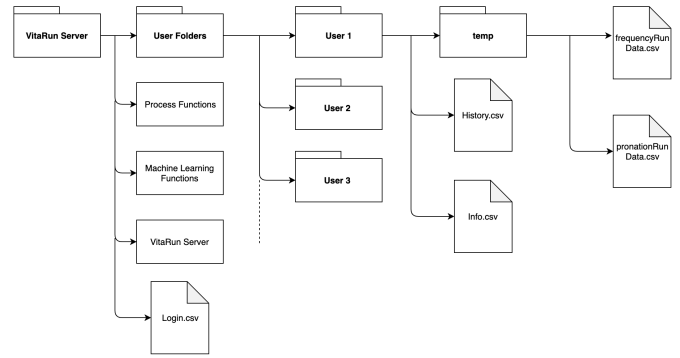 VitaRun Server
User Folders
User 1
temp
frequencyRun
Data.csv
Process Functions
User 2
History.csv
pronationRun
Data.csv
Machine Learning
Functions
User 3
Info.csv
VitaRun Server
Login.csv